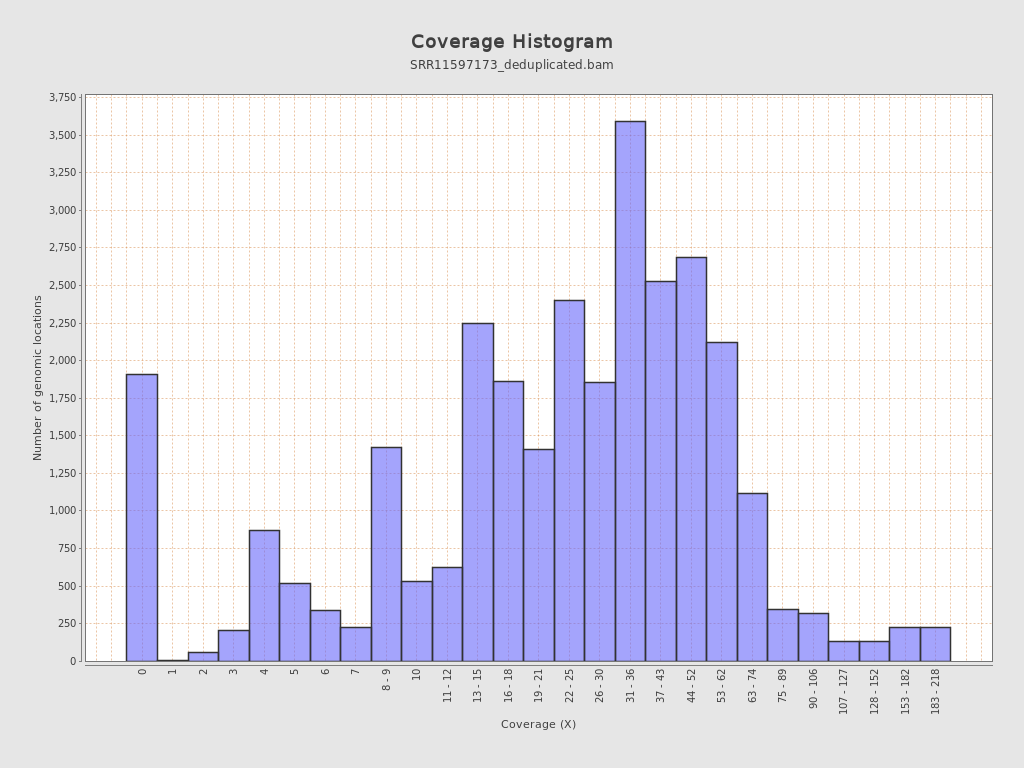 Coverage Histogram
SRR11597173_deduplicated.bam
Number of genomic locations
3,750
3,500
3,250
3,000
2,750
2,500
2,250
2,000
1,750
1,500
1,250
1,000
750
500
250
0
0
1
2
3
4
5
6
7
8 - 9
10
11 - 12
13 - 15
16 - 18
19 - 21
22 - 25
26 - 30
31 - 36
37 - 43
44 - 52
53 - 62
63 - 74
75 - 89
90 - 106
107 - 127
128 - 152
153 - 182
183 - 218
Coverage (X)